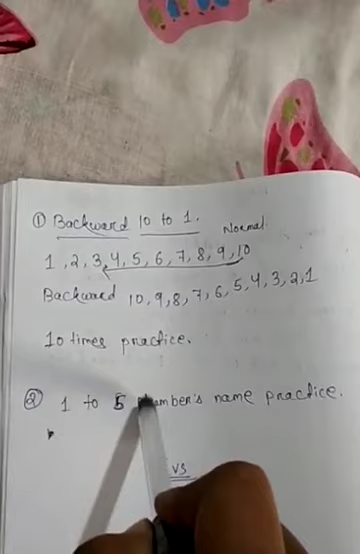 ① Backward 10 to 1. Normal
1, 2, 3, 4, 5, 6, 7, 8, 9, 10
Backward 10, 9, 8, 7, 6, 5, 4, 3, 2, 1
10 times practice.
② 1 to 5 name practice.
VS